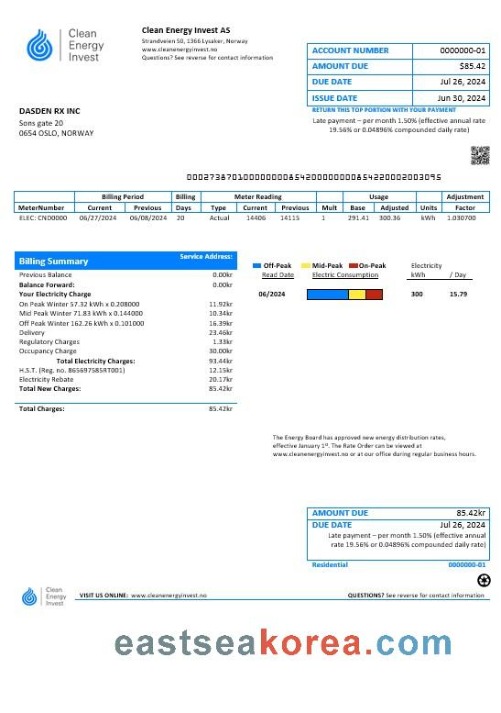 Clean
Energy
Invest
Clean Energy Invest AS
Strandveien 50, 1366 Lysaker, Norway
www.cleanenergyinvest.no
Questions? See reverse for contact information
ACCOUNT NUMBER 0000000-01
AMOUNT DUE $85.42
DUE DATE Jul 26, 2024
ISSUE DATE Jun 30, 2024
RETURN THIS TOP PORTION WITH YOUR PAYMENT
Late payment – per month 1.50% (effective annual rate
19.56% or 0.04896% compounded daily rate)
DASDEN RX INC
Sons gate 20
0654 OSLO, NORWAY
Billing Period Billing Meter Reading Usage Adjustment
MeterNumber Current Previous Days Type Current Previous Mult Base Adjusted Units Factor
ELEC: CN00000 06/27/2024 06/08/2024 20 Actual 14406 14115 1 291.41 300.36 kWh 1.030700
Billing Summary Service Address:
Previous Balance 0.00kr
Balance Forward: 0.00kr
Your Electricity Charge
On Peak Winter 57.32 kWh x 0.208000 11.92kr
Mid Peak Winter 71.83 kWh x 0.144000 10.34kr
Off Peak Winter 162.26 kWh x 0.101000 16.39kr
Delivery 23.46kr
Regulatory Charges 1.33kr
Occupancy Charge 30.00kr
Total Electricity Charges: 93.44kr
H.S.T. (Reg. no. 865697585RT001) 12.15kr
Electricity Rebate 20.17kr
Total New Charges: 85.42kr
Total Charges: 85.42kr
Off-Peak Mid-Peak On-Peak Electricity
Read Date Electric Consumption kWh / Day
06/2024 300 15.79
The Energy Board has approved new energy distribution rates,
effective January 1st. The Rate Order can be viewed at
www.cleanenergyinvest.no or at our office during regular business hours.
AMOUNT DUE 85.42kr
DUE DATE Jul 26, 2024
Late payment – per month 1.50% (effective annual
rate 19.56% or 0.04896% compounded daily rate)
Residential 0000000-01
Clean
Energy
Invest
VISIT US ONLINE: www.cleanenergyinvest.no QUESTIONS? See reverse for contact information
eastseakorea.com